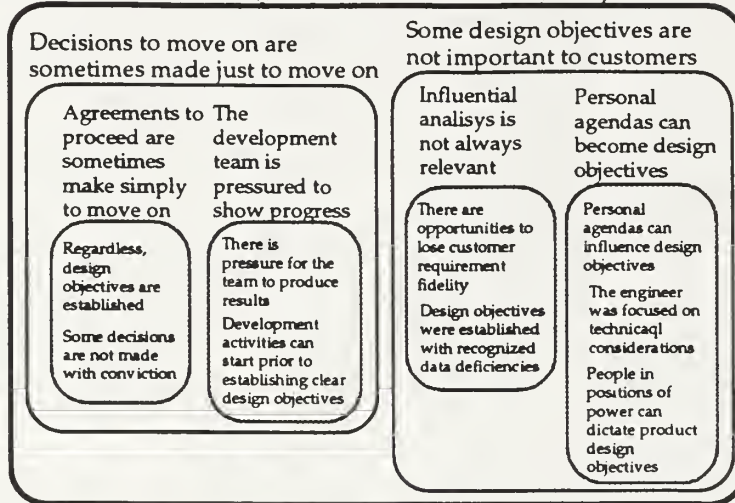 Decisions to move on are
sometimes made just to move on
Agreements to
proceed are
sometimes
make simply
to move on
Regardless,
design
objectives are
established
Some decisions
are not made
with conviction
The
development
team is
pressured to
show progress
There is
pressure for the
team to produce
results
Development
activities can
start prior to
establishing clear
design objectives
Some design objectives are
not important to customers
Influential
analisys is
not always
relevant
There are
opportunities to
lose customer
requirement
fidelity
Design objectives
were established
with recognized
data deficiencies
Personal
agendas can
become design
objectives
Personal
agendas can
influence design
objectives
The engineer
was focused on
technicaql
considerations
People in
positions of
power can
dictate product
design
objectives